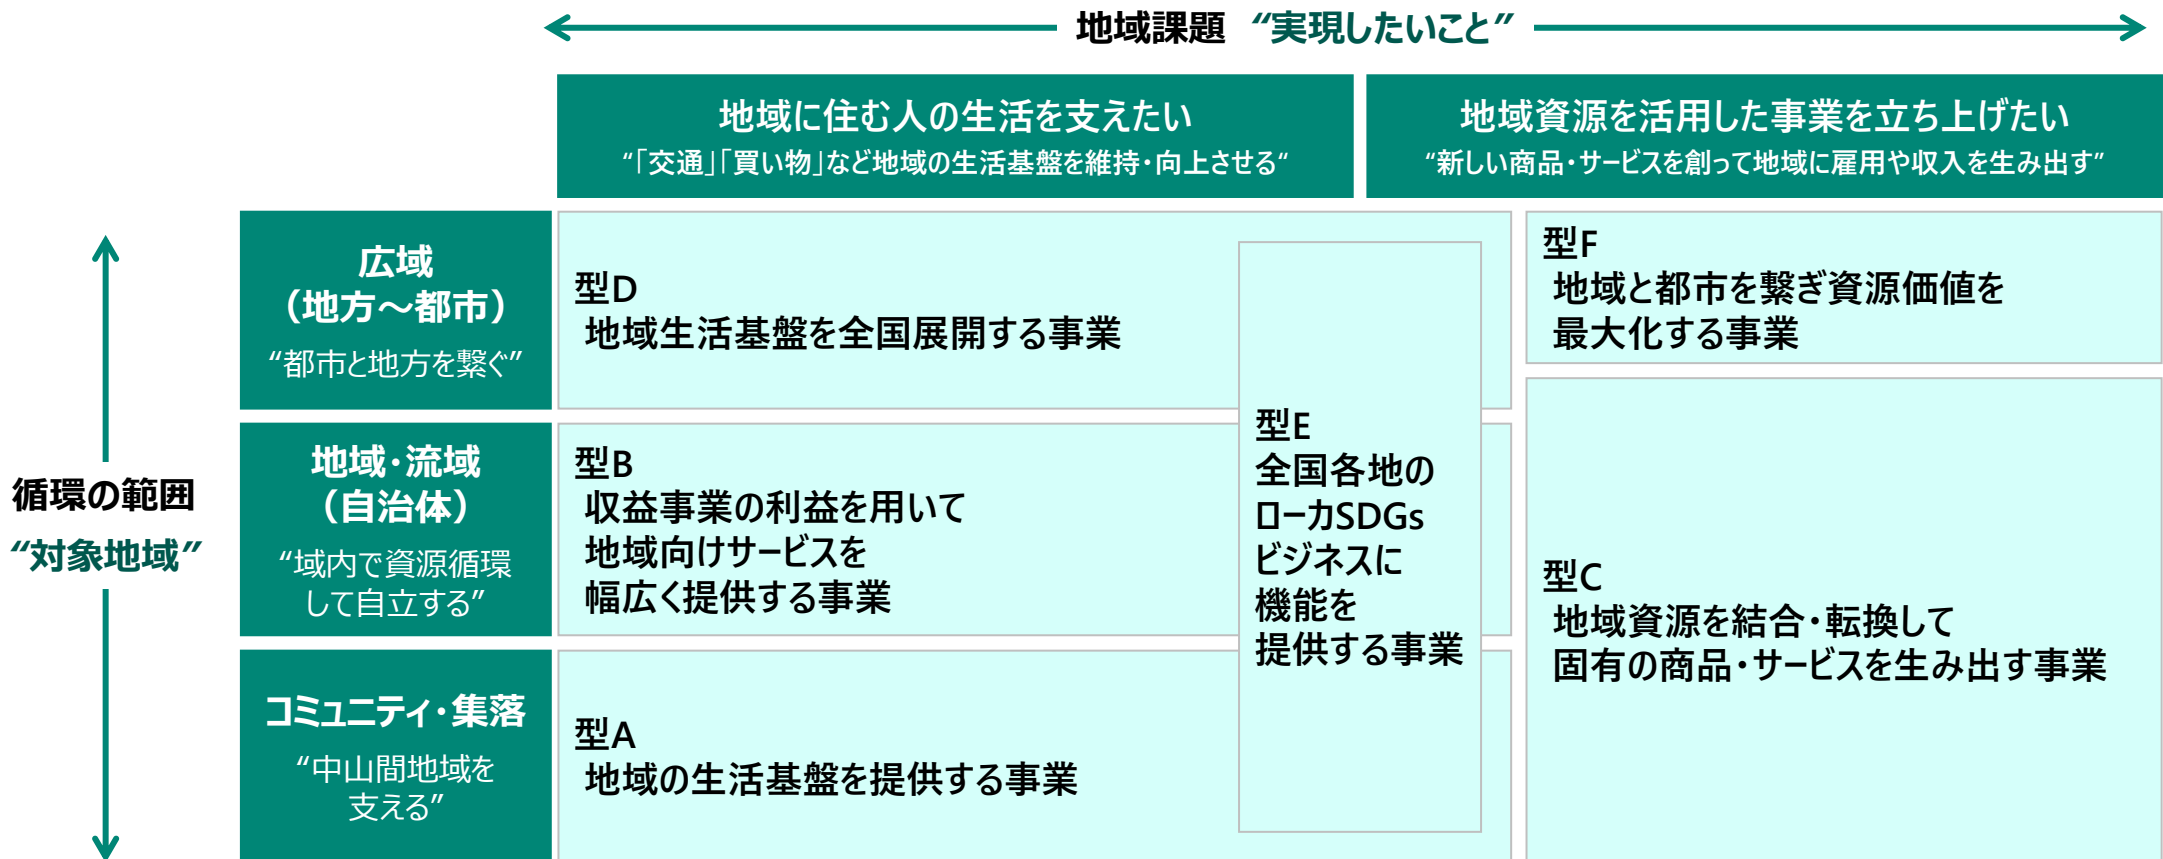 地域課題 “実現したいこと”
地域に住む人の生活を支えたい
“「交通」「買い物」など地域の生活基盤を維持・向上させる“
地域資源を活用した事業を立ち上げたい
“新しい商品・サービスを創って地域に雇用や収入を生み出す”
循環の範囲
“対象地域”
広域
（地方～都市）
“都市と地方を繋ぐ”
型D
地域生活基盤を全国展開する事業
型F
地域と都市を繋ぎ資源価値を
最大化する事業
地域・流域
（自治体）
“域内で資源循環
して自立する”
型B
収益事業の利益を用いて
地域向けサービスを
幅広く提供する事業
型E
全国各地の
ローカSDGs
ビジネスに
機能を
提供する事業
型C
地域資源を結合・転換して
固有の商品・サービスを生み出す事業
コミュニティ・集落
“中山間地域を
支える”
型A
地域の生活基盤を提供する事業